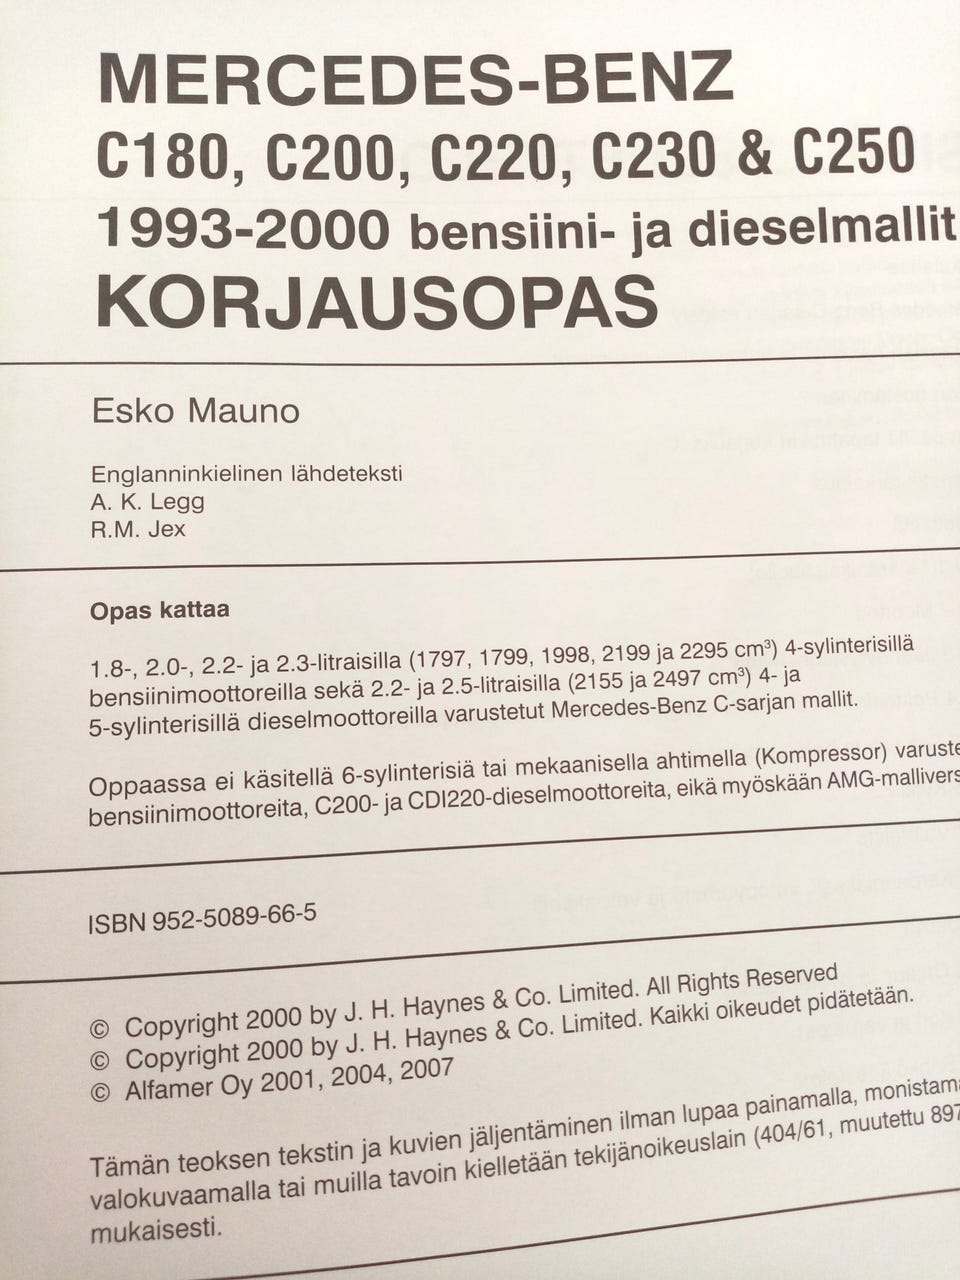 MERCEDES-BENZ
C180, C200, C220, C230 & C250
1993-2000 bensiini- ja dieselmallit
KORJAUSOPAS
Esko Mauno
Englanninkielinen lähdeteksti
A. K. Legg
R.M. Jex
Opas kattaa
1.8-, 2.0-, 2.2- ja 2.3-litraisilla (1797, 1799, 1998, 2199 ja 2295 cm³) 4-sylinterisillä
bensiinimoottoreilla sekä 2.2- ja 2.5-litraisilla (2155 ja 2497 cm³) 4- ja
5-sylinterisillä dieselmoottoreilla varustetut Mercedes-Benz C-sarjan mallit.
Oppaassa ei käsitellä 6-sylinterisiä tai mekaanisella ahtimella (Kompressor) varuste
bensiinimoottoreita, C200- ja CDI220-dieselmoottoreita, eikä myöskään AMG-mallivers
ISBN 952-5089-66-5
© Copyright 2000 by J. H. Haynes & Co. Limited. All Rights Reserved
© Copyright 2000 by J. H. Haynes & Co. Limited. Kaikki oikeudet pidätetään.
© Alfamer Oy 2001, 2004, 2007
Tämän teoksen tekstin ja kuvien jäljentäminen ilman lupaa painamalla, monistama
valokuvaamalla tai muilla tavoin kielletään tekijänoikeuslain (404/61, muutettu 897
mukaisesti.